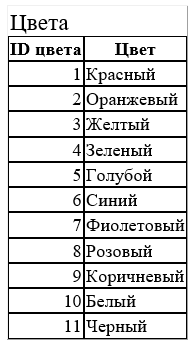 Цвета
ID цвета Цвет
1 Красный
2 Оранжевый
3 Желтый
4 Зеленый
5 Голубой
6 Синий
7 Фиолетовый
8 Розовый
9 Коричневый
10 Белый
11 Черный